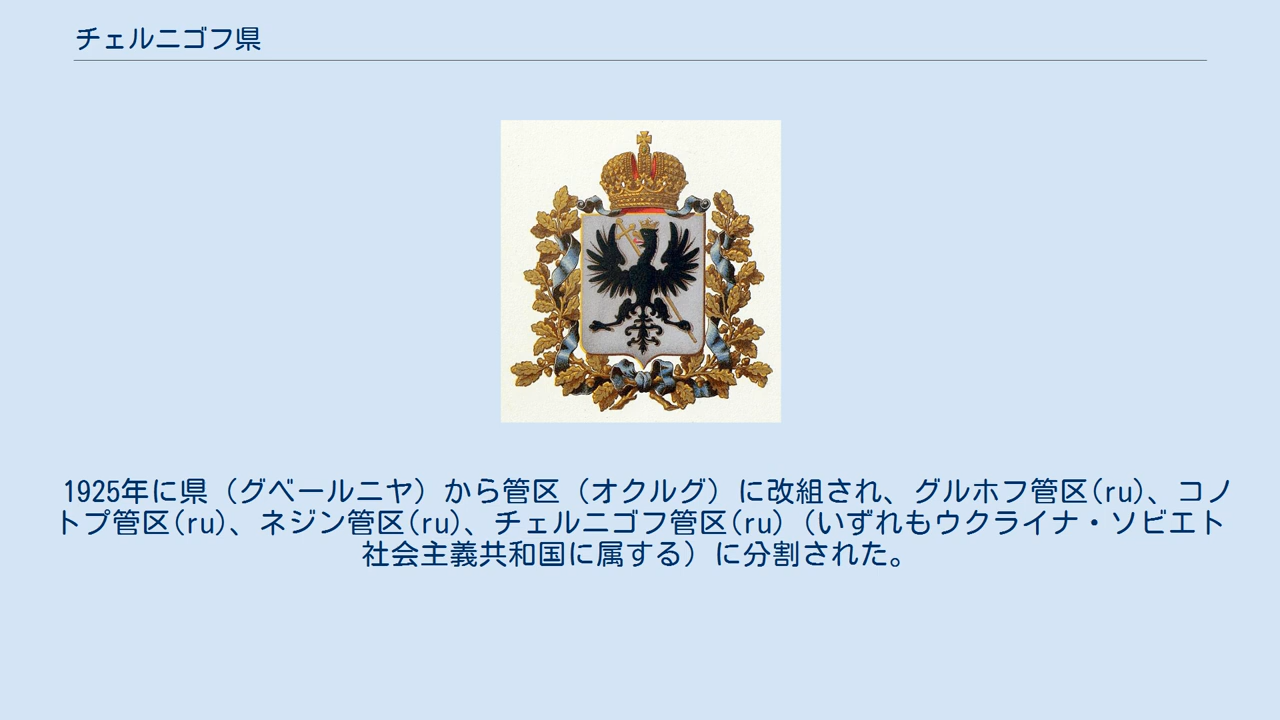 チェルニゴフ県
1925年に県（グベールニヤ）から管区（オクルグ）に改組され、グルホフ管区(ru)、コノ
トプ管区(ru)、ネジン管区(ru)、チェルニゴフ管区(ru)（いずれもウクライナ・ソビエト
社会主義共和国に属する）に分割された。